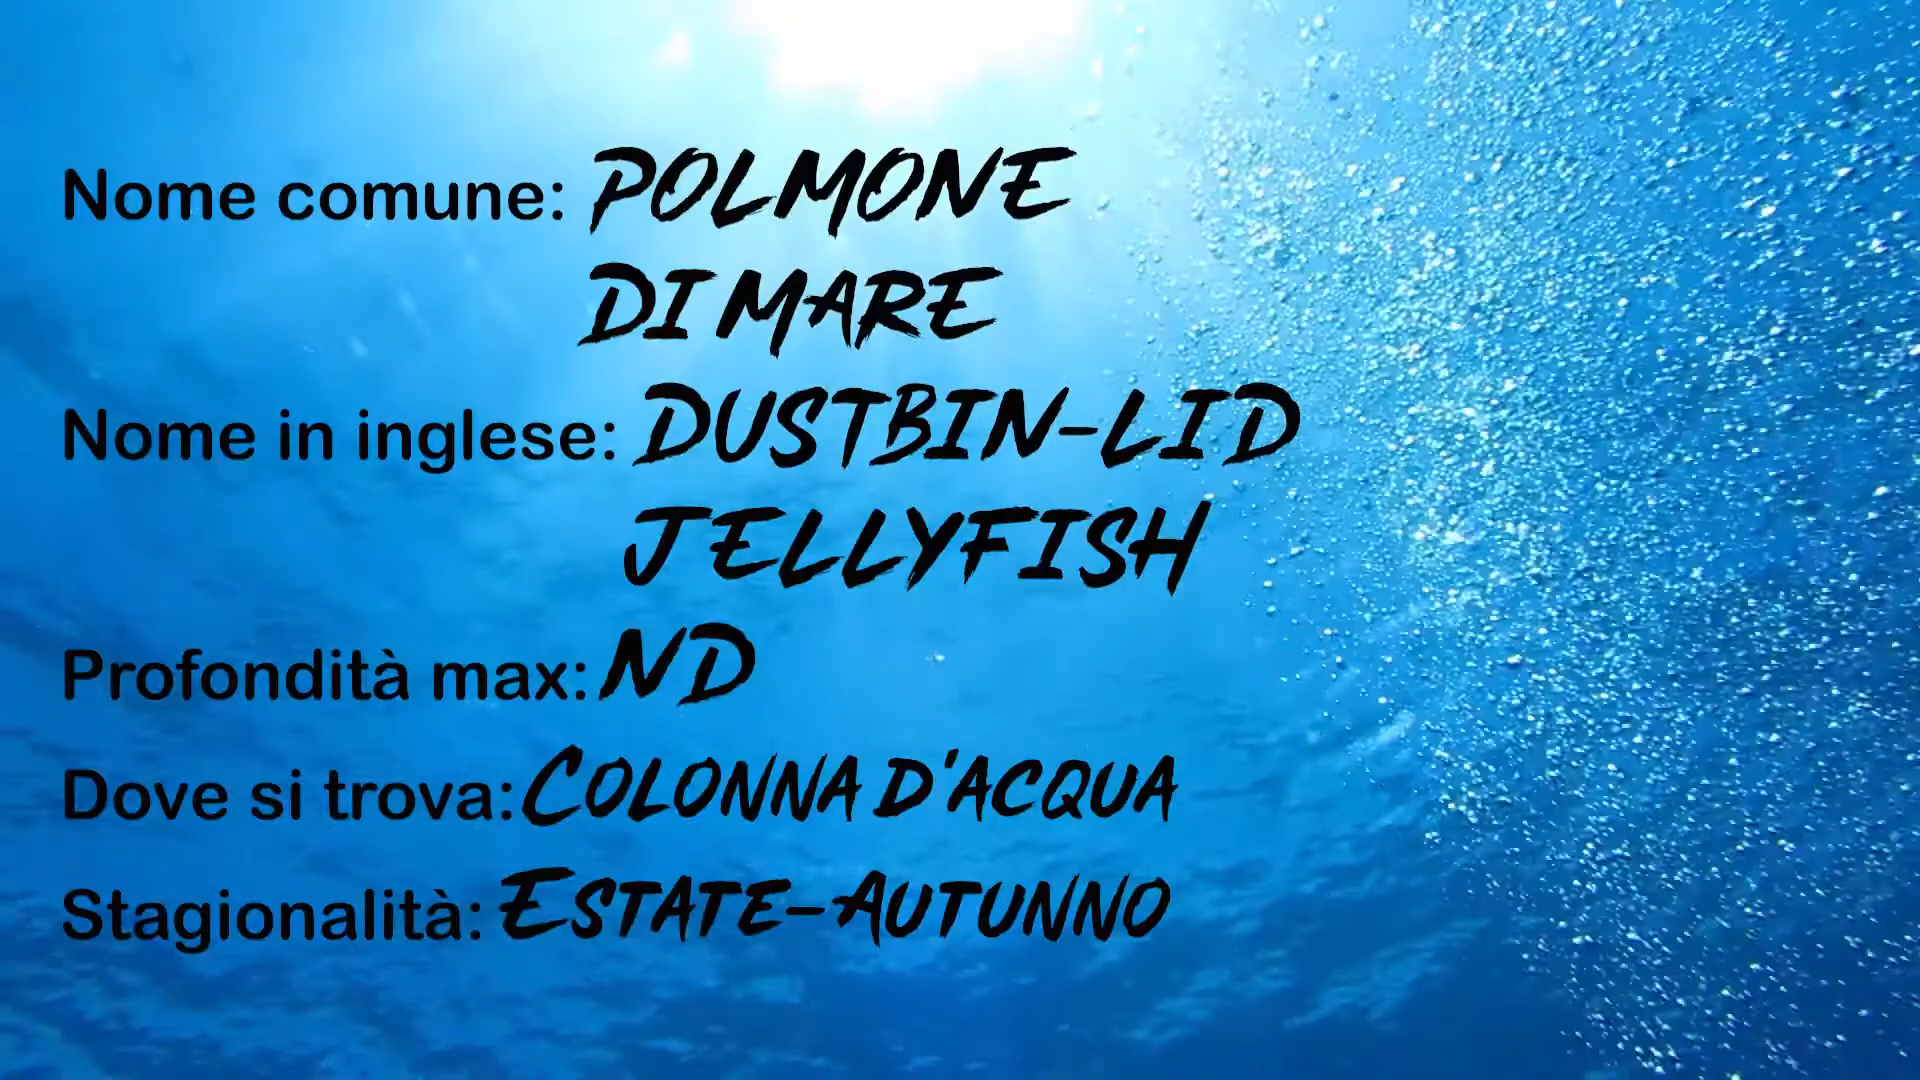 Nome comune: POLMONE
DI MARE
Nome in inglese: DUSTBIN-LID
JELLYFISH
Profondità max: ND
Dove si trova: COLONNA D'ACQUA
Stagionalità: ESTATE-AUTUNNO